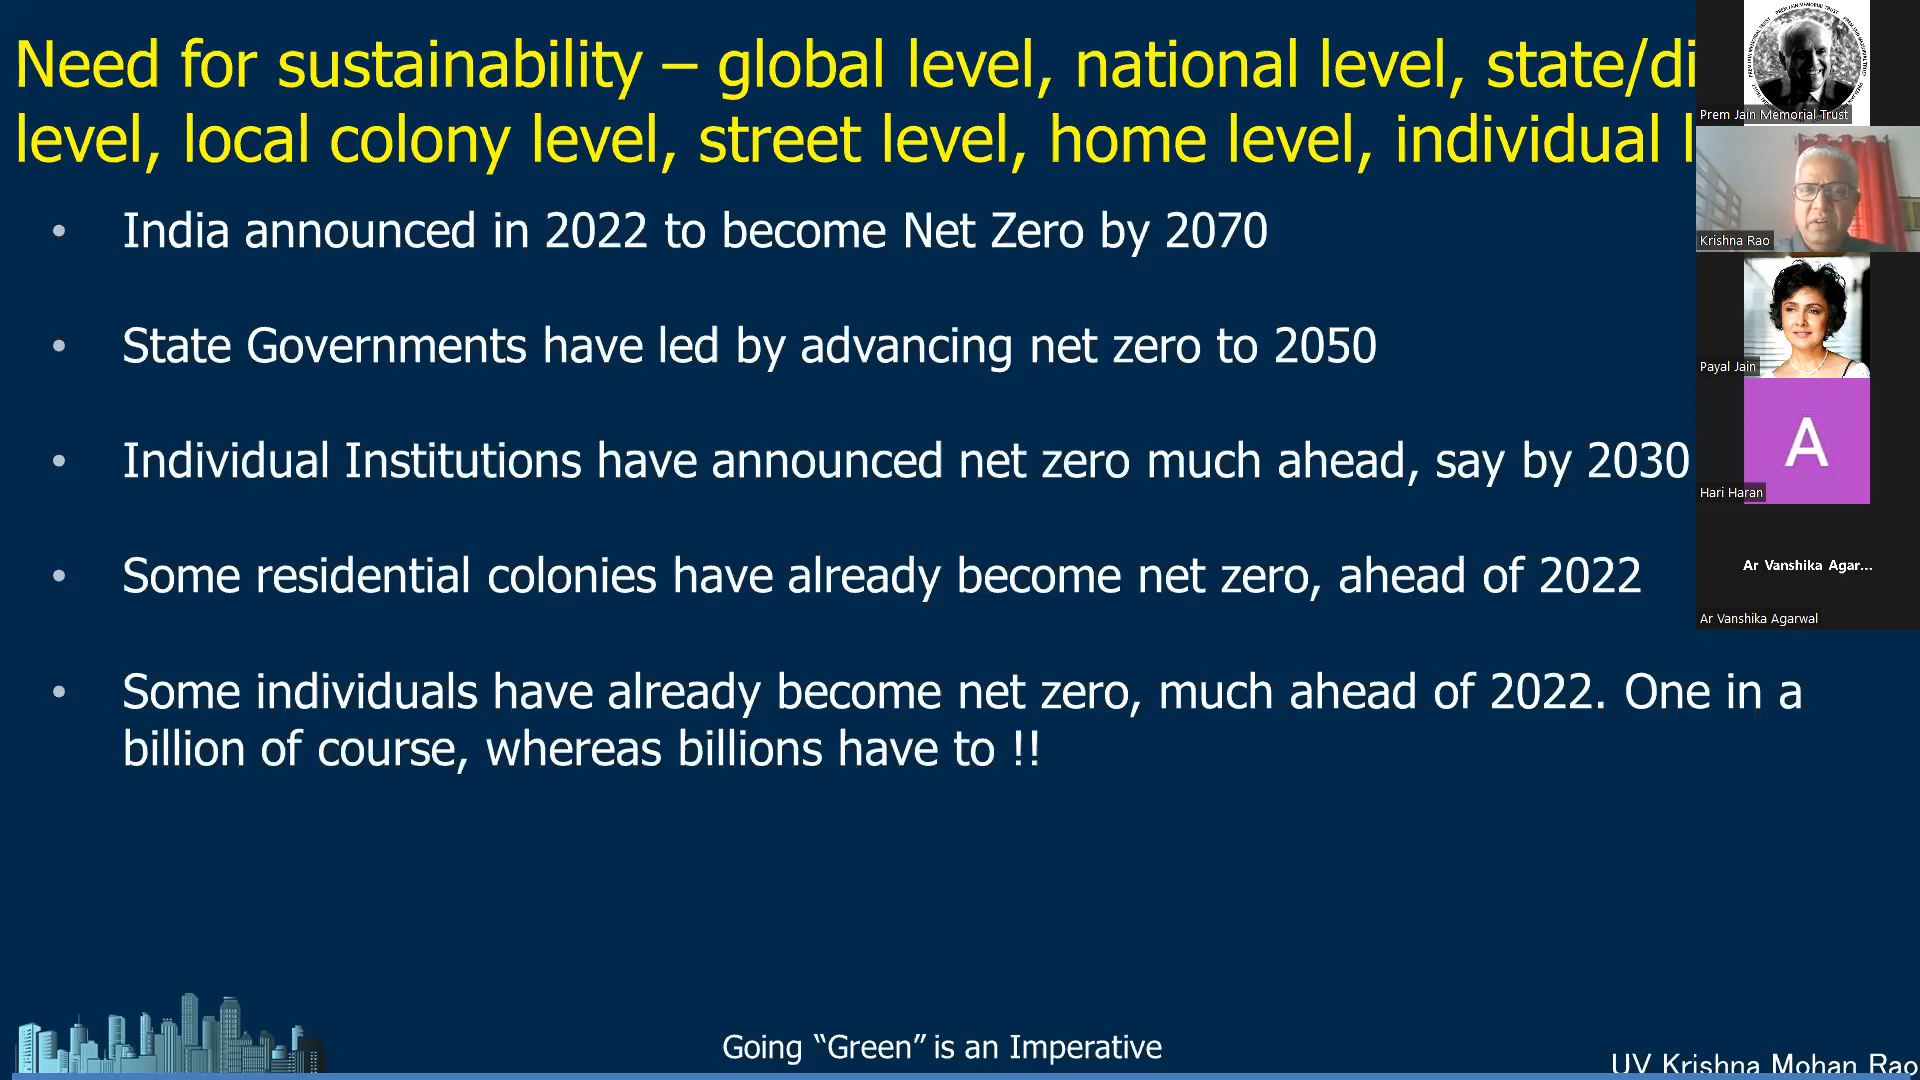 Need for sustainability – global level, national level, state/di
level, local colony level, street level, home level, individual l
• India announced in 2022 to become Net Zero by 2070
• State Governments have led by advancing net zero to 2050
• Individual Institutions have announced net zero much ahead, say by 2030
• Some residential colonies have already become net zero, ahead of 2022
• Some individuals have already become net zero, much ahead of 2022. One in a
billion of course, whereas billions have to !!
Going “Green” is an Imperative
UV Krishna Mohan Rao
PREM JAIN MEMORIAL TRUST
Prem Jain Memorial Trust
Krishna Rao
Payal Jain
A
Hari Haran
Ar Vanshika Agar...
Ar Vanshika Agarwal